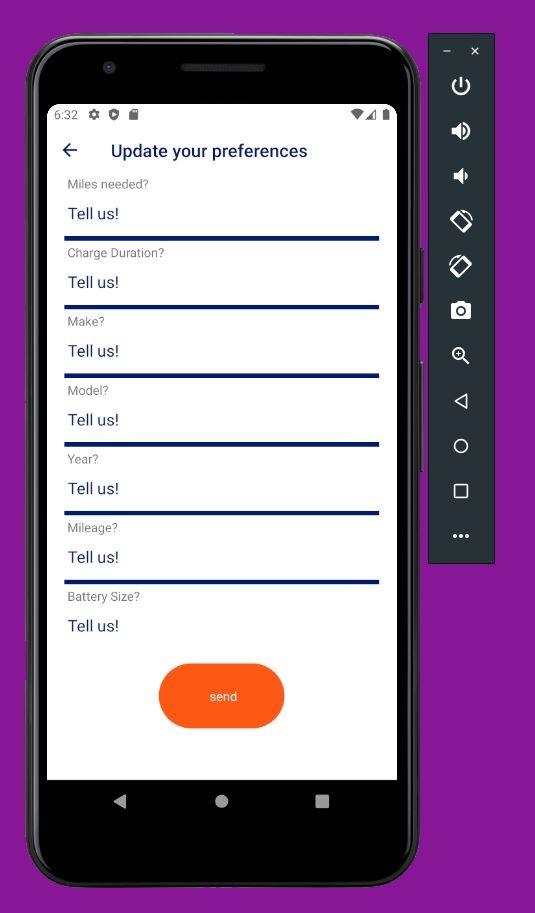 6:32
Update your preferences
Miles needed?
Tell us!
Charge Duration?
Tell us!
Make?
Tell us!
Model?
Tell us!
Year?
Tell us!
Mileage?
Tell us!
Battery Size?
Tell us!
send